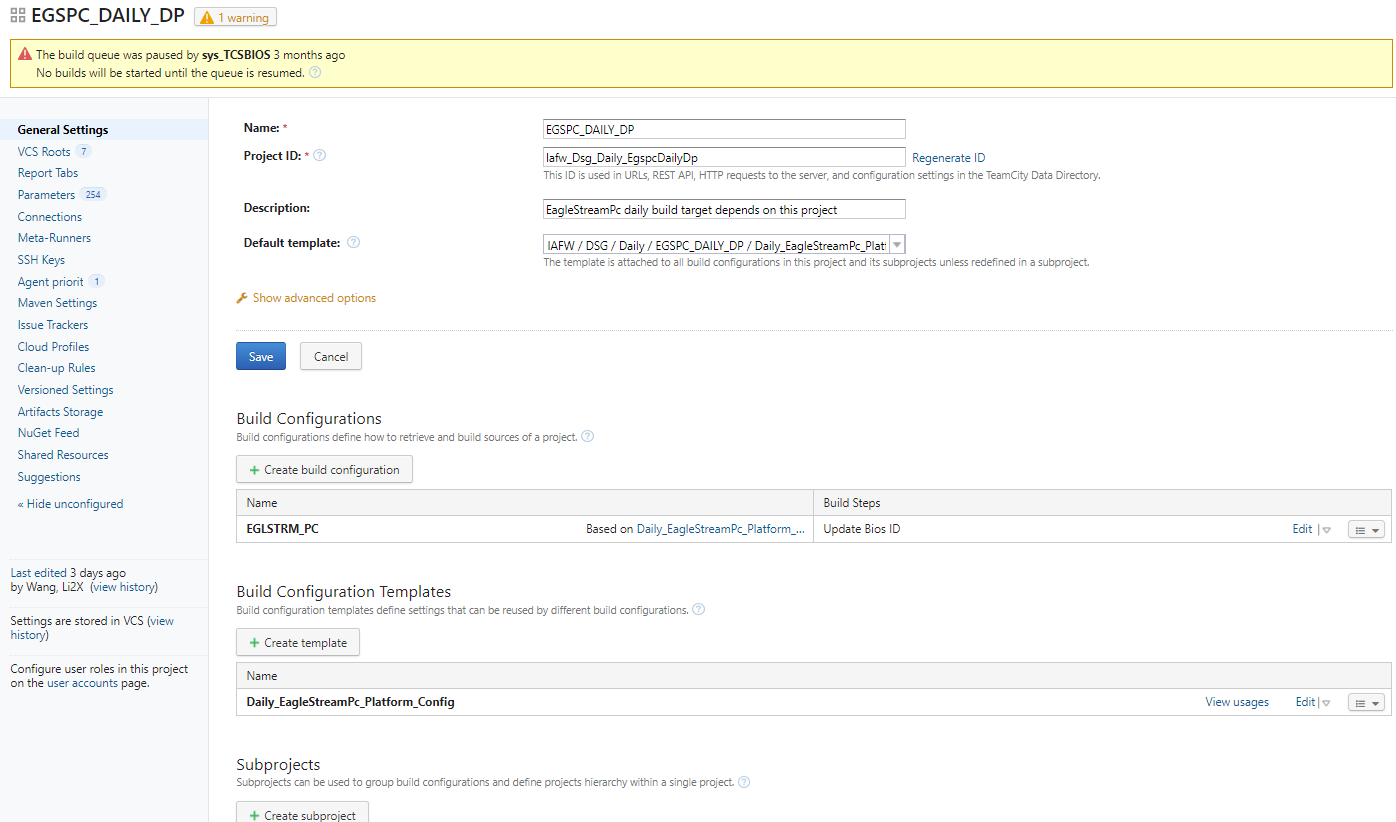 EGSPC_DAILY_DP 1 warning
The build queue was paused by sys_TCSBIOS 3 months ago
No builds will be started until the queue is resumed.
General Settings
VCS Roots 7
Report Tabs
Parameters 254
Connections
Meta-Runners
SSH Keys
Agent priorit 1
Maven Settings
Issue Trackers
Cloud Profiles
Clean-up Rules
Versioned Settings
Artifacts Storage
NuGet Feed
Shared Resources
Suggestions
« Hide unconfigured
Last edited 3 days ago
by Wang, Li2X (view history)
Settings are stored in VCS (view
history)
Configure user roles in this project
on the user accounts page.
Name: * EGSPC_DAILY_DP
Project ID: * Iafw_Dsg_Daily_EgspcDailyDp Regenerate ID
This ID is used in URLs, REST API, HTTP requests to the server, and configuration settings in the TeamCity Data Directory.
Description: EagleStreamPc daily build target depends on this project
Default template: IAFW / DSG / Daily / EGSPC_DAILY_DP / Daily_EagleStreamPc_Plat
The template is attached to all build configurations in this project and its subprojects unless redefined in a subproject.
Show advanced options
Save Cancel
Build Configurations
Build configurations define how to retrieve and build sources of a project.
+ Create build configuration
Name Build Steps
EGLSTRM_PC Based on Daily_EagleStreamPc_Platform_... Update Bios ID Edit
Build Configuration Templates
Build configuration templates define settings that can be reused by different build configurations.
+ Create template
Name
Daily_EagleStreamPc_Platform_Config View usages Edit
Subprojects
Subprojects can be used to group build configurations and define projects hierarchy within a single project.
+ Create subproject